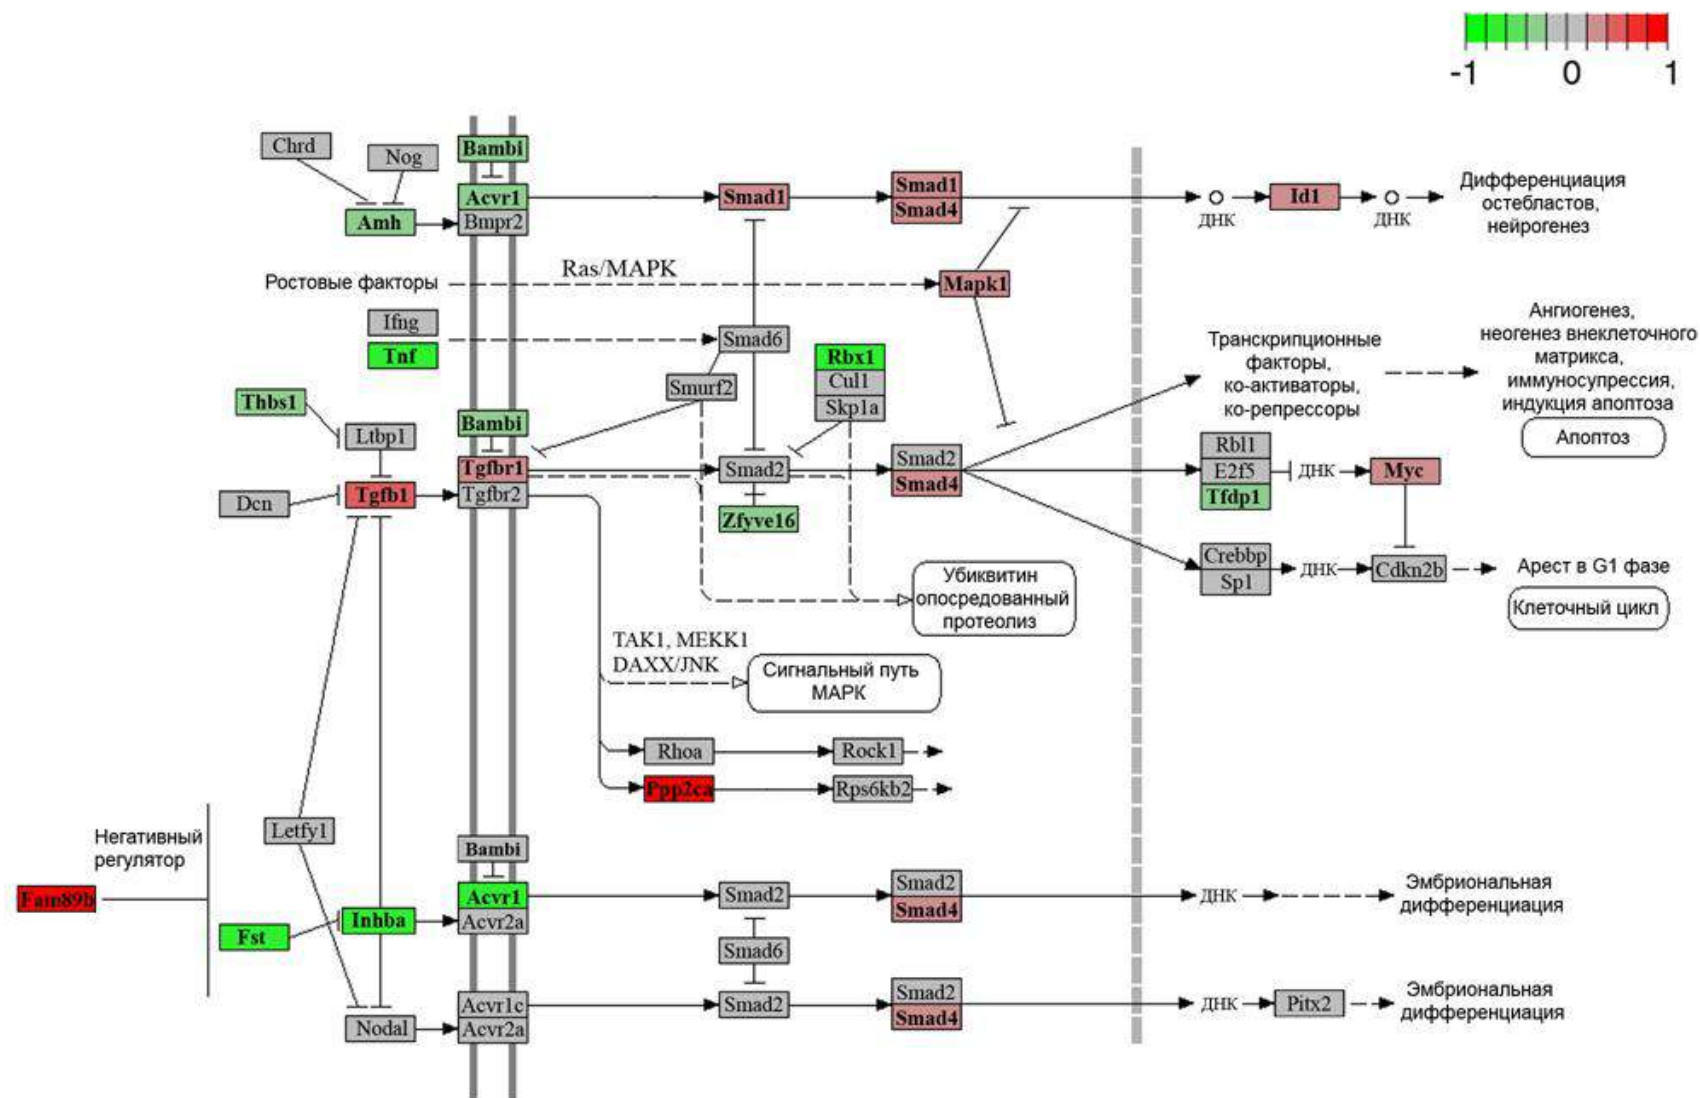 -1 0 1
Chrd
Nog
Bambi
Acvr1
Bmpr2
Amh
Smad1
Smad1
Smad4
ДНК
Id1
ДНК
Дифференциация
остебластов,
нейрогенез
Ростовые факторы
Ras/MAPK
Mapk1
Ifng
Tnf
Smad6
Smurf2
Rbx1
Cul1
Skp1a
Транскрипционные
факторы,
ко-активаторы,
ко-репрессоры
Ангиогенез,
неогенез внеклеточного
матрикса,
иммуносупрессия,
индукция апоптоза
Апоптоз
Thbs1
Ltbp1
Bambi
Dcn
Tgfb1
Tgfbr1
Tgfbr2
Smad2
Zfyve16
Smad2
Smad4
Rbl1
E2f5
Tfdp1
ДНК
Myc
Crebbp
Sp1
ДНК
Cdkn2b
Арест в G1 фазе
Клеточный цикл
Убиквитин
опосредованный
протеолиз
TAK1, MEKK1
DAXX/JNK
Сигнальный путь
МАРК
Rhoa
Rock1
Ppp2ca
Rps6kb2
Негативный
регулятор
Fam89b
Letfy1
Fst
Inhba
Bambi
Acvr1
Acvr2a
Smad2
Smad2
Smad4
ДНК
Эмбриональная
дифференциация
Smad6
Nodal
Acvr1c
Acvr2a
Smad2
Smad2
Smad4
ДНК
Pitx2
Эмбриональная
дифференциация